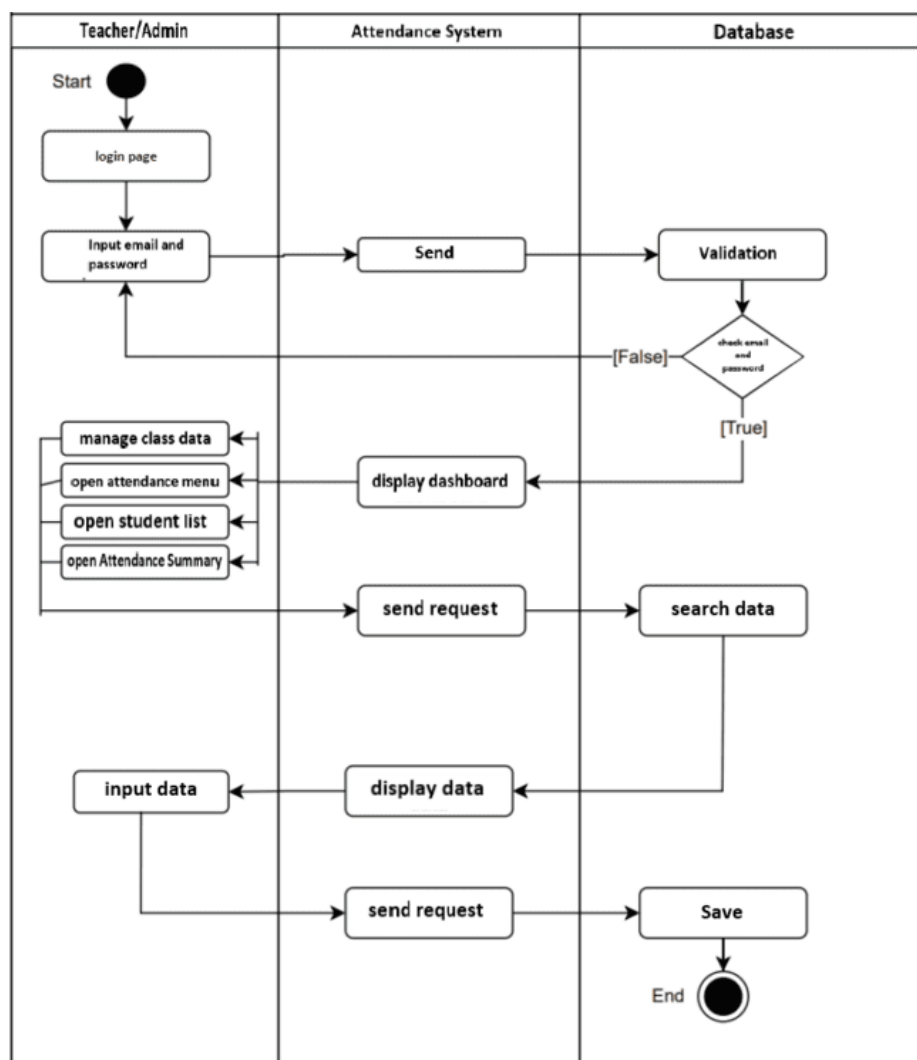 Teacher/Admin
Attendance System
Database
Start
login page
Input email and
password
Send
Validation
check email
and
password
[False]
[True]
manage class data
open attendance menu
open student list
open Attendance Summary
display dashboard
send request
search data
input data
display data
send request
Save
End